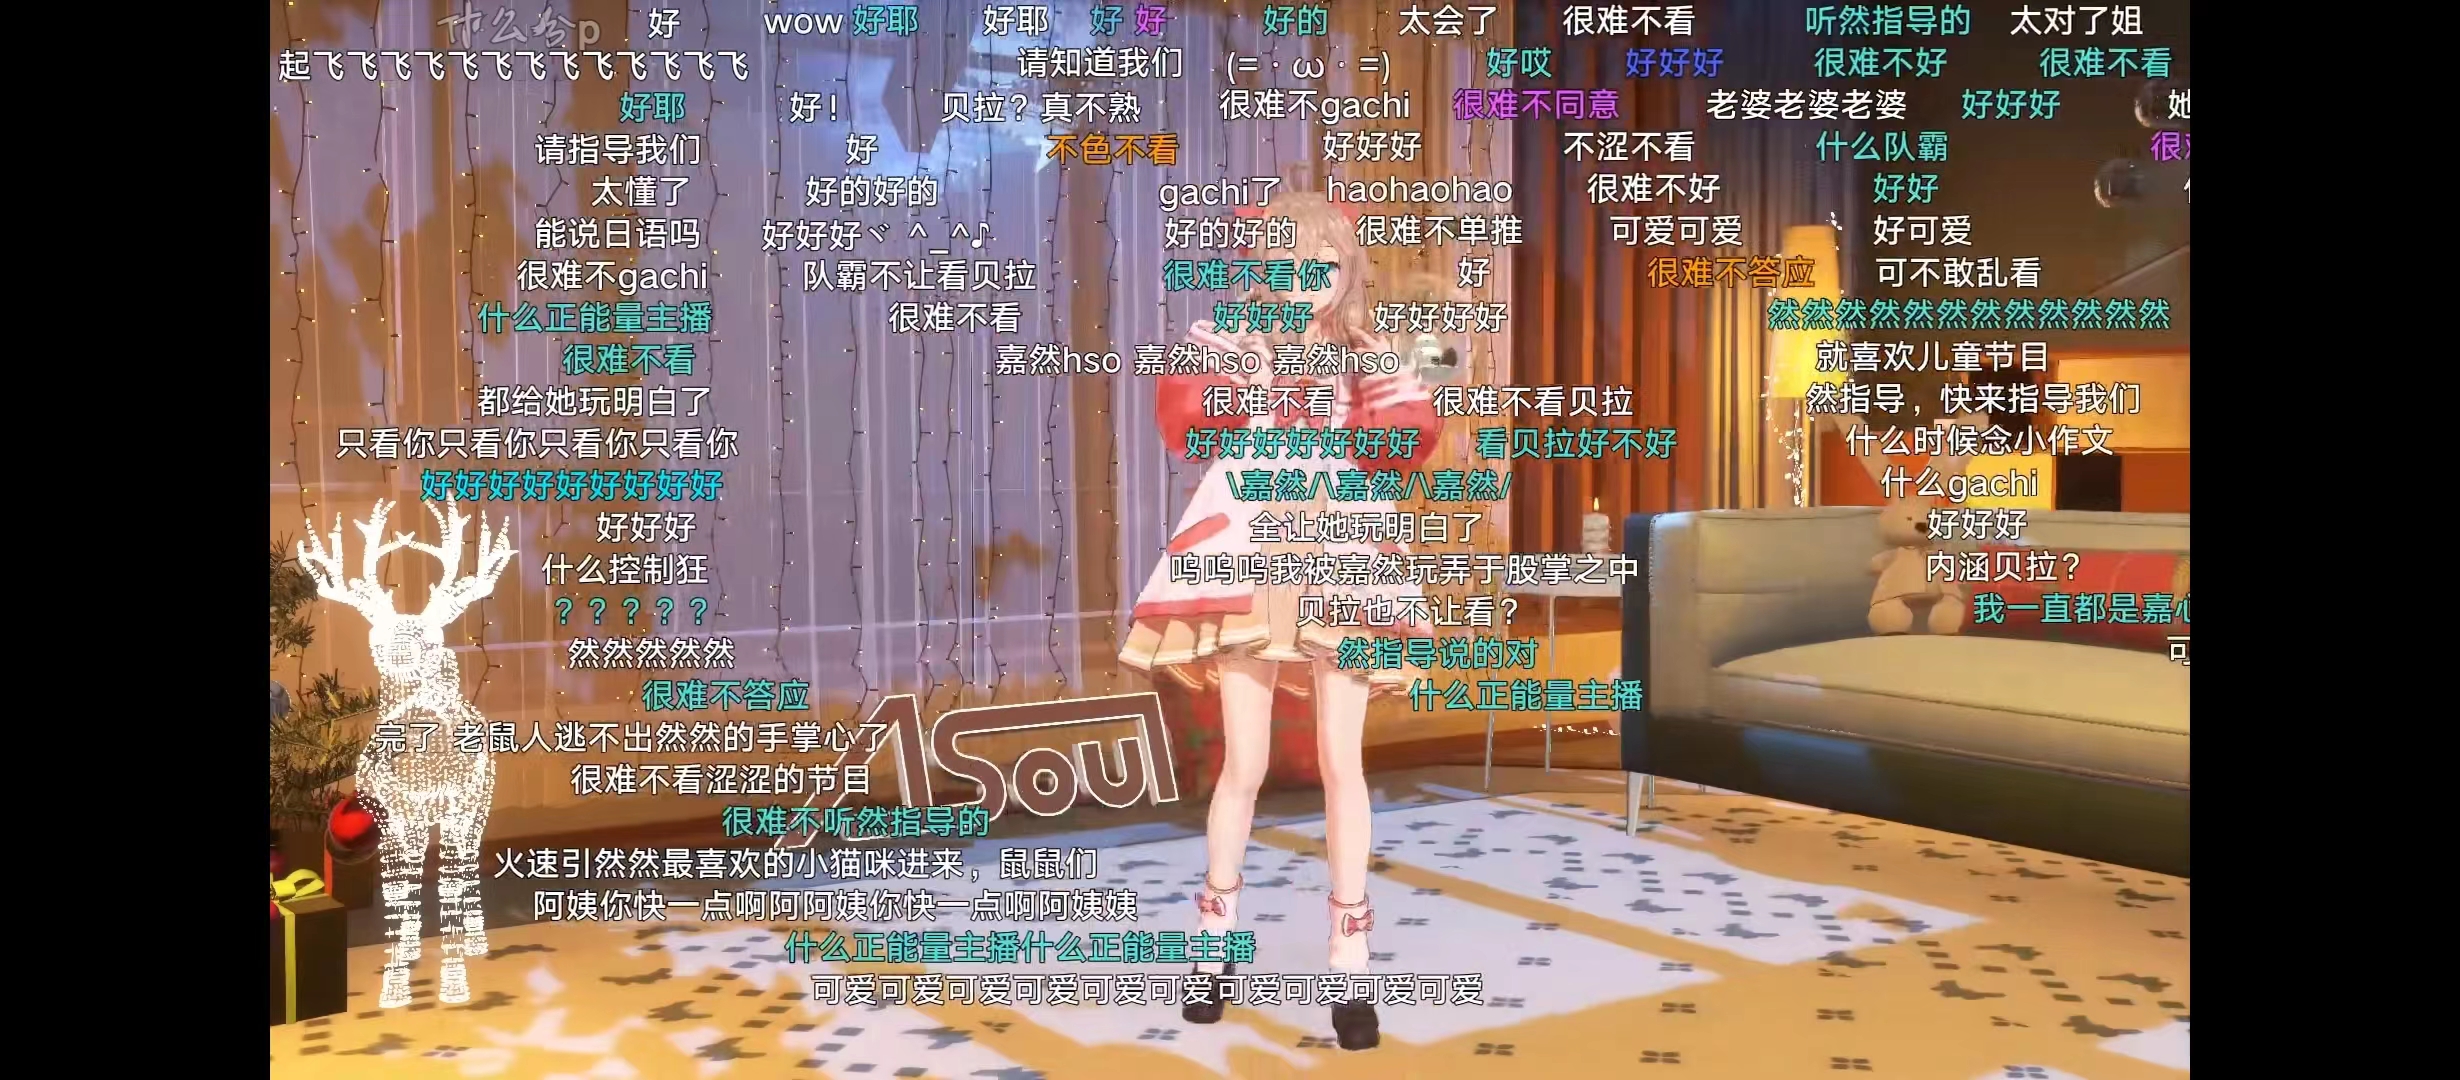 什么 p 好 wow 好耶 好耶 好 好 好的 太会了 很难不看 听然指导的 太对了姐
起飞飞飞飞飞飞飞飞飞飞飞飞飞 请知道我们 (=・ω・=) 好哎 好好好 很难不好 很难不看
好耶 好! 贝拉?真不熟 很难不gachi 很难不同意 老婆老婆老婆 好好好 她
请指导我们 好 不色不看 好好好 不涩不看 什么队霸 很
太懂了 好的好的 gachi了 haohaohao 很难不好 好好
能说日语吗 好好好ヾ ^_^♪ 好的好的 很难不单推 可爱可爱 好可爱
很难不gachi 队霸不让看贝拉 很难不看你 好 很难不答应 可不敢乱看
什么正能量主播 很难不看 好好好 好好好好 然然然然然然然然然然然然
很难不看 嘉然hso 嘉然hso 嘉然hso 就喜欢儿童节目
都给她玩明白了 很难不看 很难不看贝拉 然指导，快来指导我们
只看你只看你只看你只看你 好好好好好好好 看贝拉好不好 什么时候念小作文
好好好好好好好好好 \嘉然/\嘉然/\嘉然/ 什么gachi
好好好 全让她玩明白了 好好好
什么控制狂 呜呜呜我被嘉然玩弄于股掌之中 内涵贝拉?
? ? ? ? ? 贝拉也不让看? 我一直都是嘉心
然然然然然 然指导说的对 可
很难不答应 什么正能量主播
完了 老鼠人逃不出然然的手掌心了
ASoul
很难不看涩涩的节目
很难不听然指导的
火速引然然最喜欢的小猫咪进来，鼠鼠们
阿姨你快一点啊阿阿姨你快一点啊阿姨姨
什么正能量主播什么正能量主播
可爱可爱可爱可爱可爱可爱可爱可爱可爱可爱